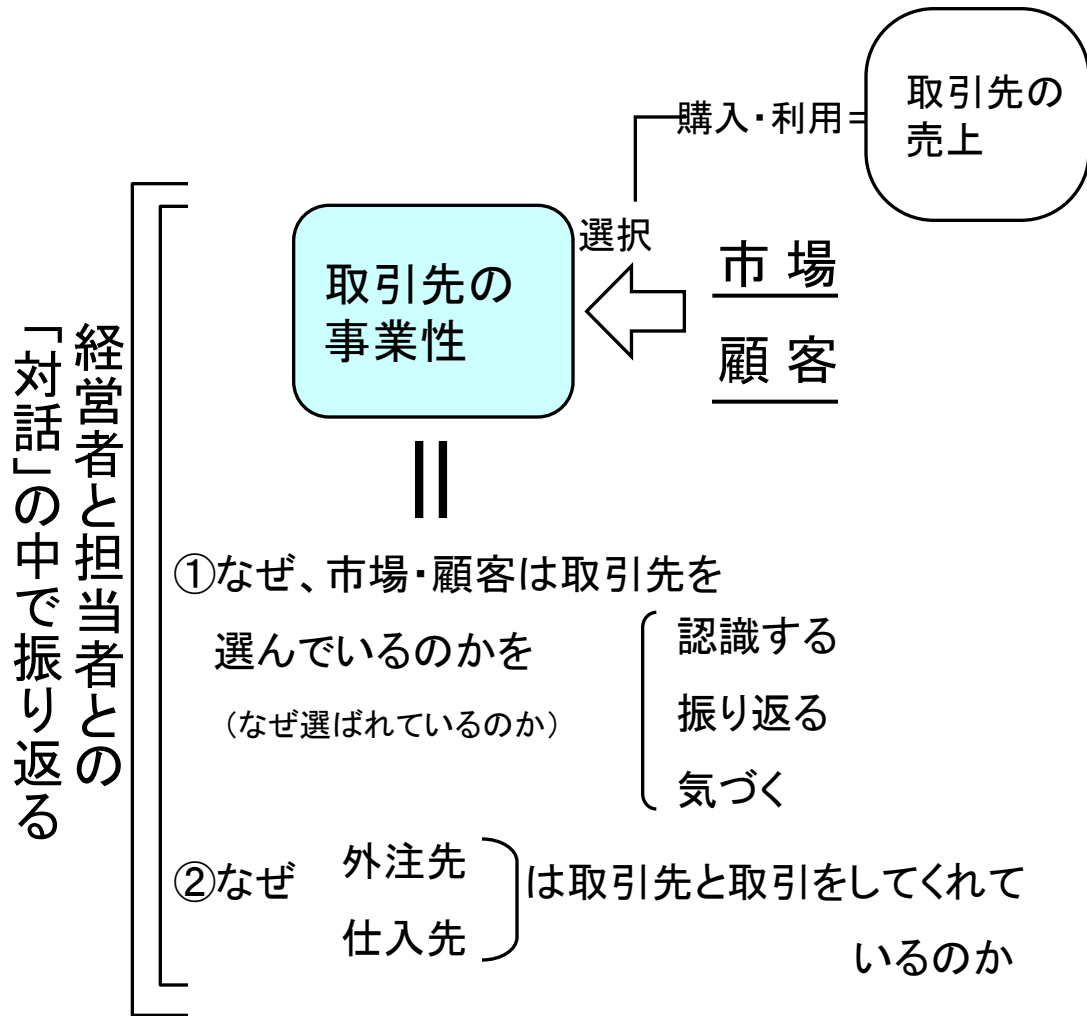 取引先の
売上
購入・利用=
選択
市 場
顧 客
取引先の
事業性
||
経営者と担当者との
「対話」の中で振り返る
①なぜ、市場・顧客は取引先を
選んでいるのかを
（なぜ選ばれているのか）
認識する
振り返る
気づく
②なぜ
外注先
仕入先
は取引先と取引をしてくれて
いるのか